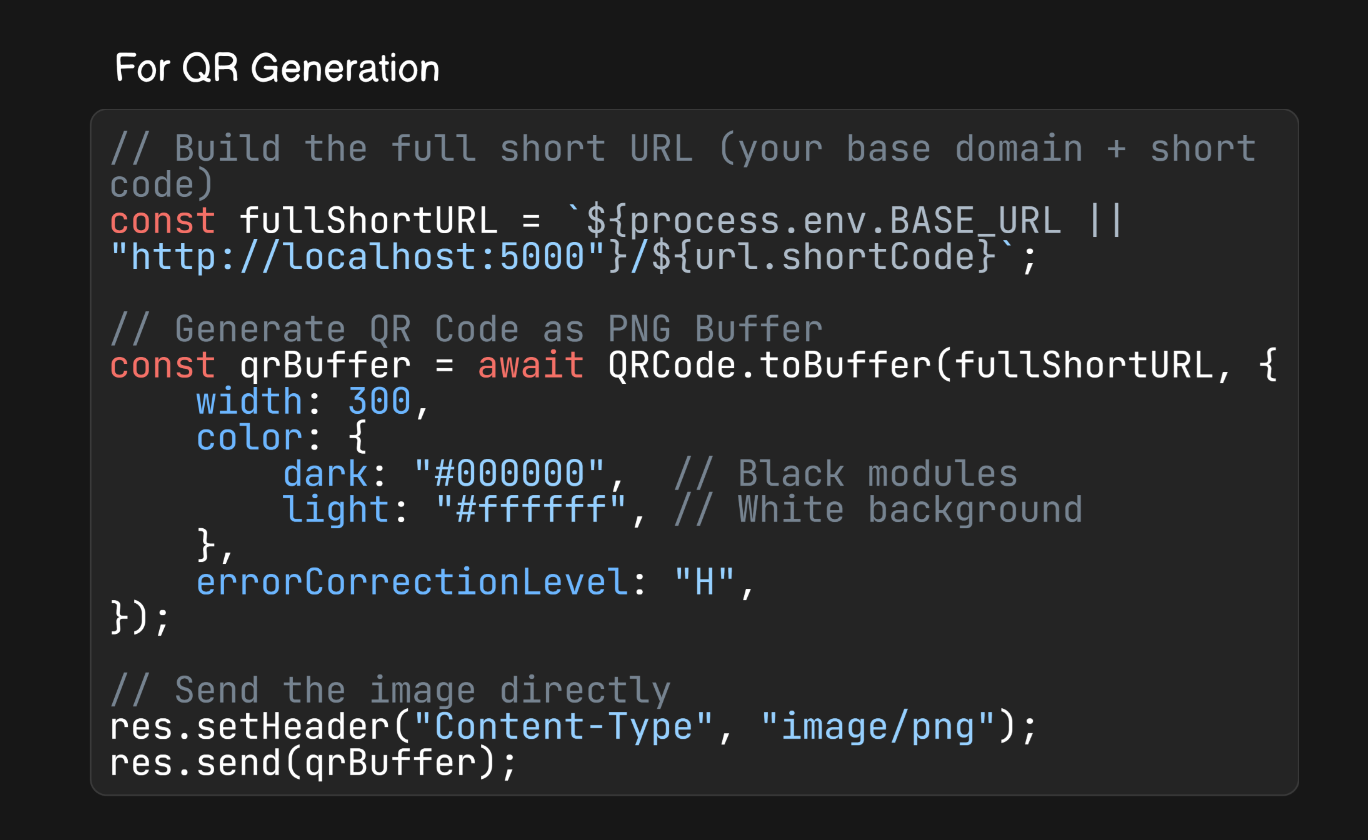 For QR Generation
// Build the full short URL (your base domain + short
code)
const fullShortURL = `${process.env.BASE_URL ||
"http://localhost:5000"}/${url.shortCode}`;
// Generate QR Code as PNG Buffer
const qrBuffer = await QRCode.toBuffer(fullShortURL, {
    width: 300,
    color: {
        dark: "#000000",  // Black modules
        light: "#ffffff", // White background
    },
    errorCorrectionLevel: "H",
});
// Send the image directly
res.setHeader("Content-Type", "image/png");
res.send(qrBuffer);